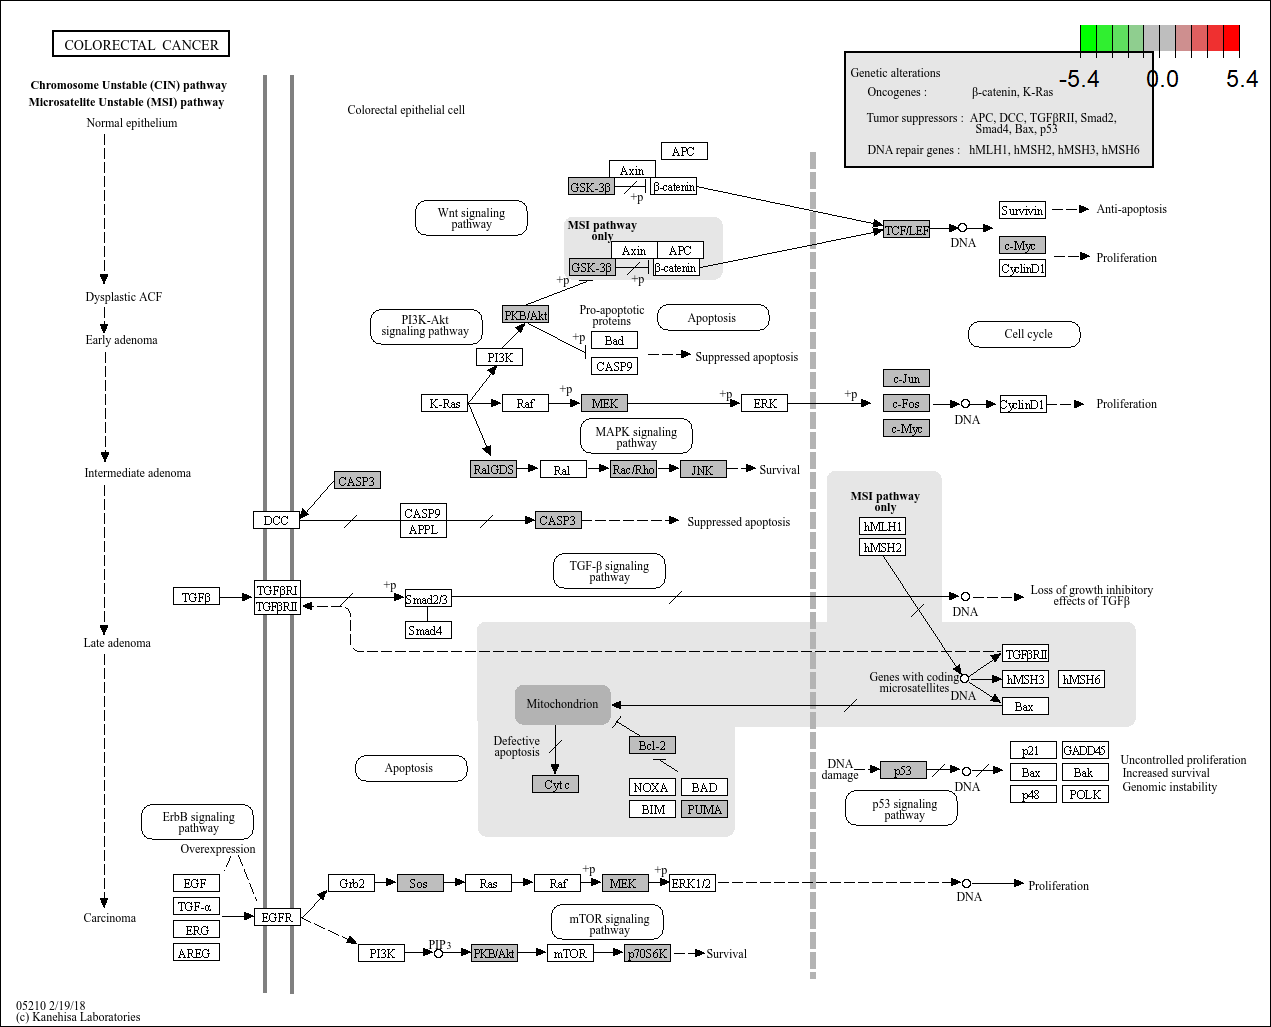 COLORECTAL CANCER
-5.4 0.0 5.4
Genetic alterations
Oncogenes : β-catenin, K-Ras
Tumor suppressors : APC, DCC, TGFβRII, Smad2,
Smad4, Bax, p53
DNA repair genes : hMLH1, hMSH2, hMSH3, hMSH6
Chromosome Unstable (CIN) pathway
Microsatelite Unstable (MSI) pathway
Normal epithelium
Colorectal epithelial cell
APC
Axin
GSK-3β
+p
β-catenin
Wnt signaling
pathway
MSI pathway
only
Axin
APC
GSK-3β
+p
β-catenin
TCF/LEF
DNA
Survivin
Anti-apoptosis
c-Myc
CyclinD1
Proliferation
Dysplastic ACF
+p
PKB/Akt
PI3K-Akt
signaling pathway
Pro-apoptotic
proteins
Apoptosis
+p
Bad
CASP9
Suppressed apoptosis
Cell cycle
Early adenoma
PI3K
K-Ras
Raf
+p
MEK
+p
ERK
+p
c-Jun
c-Fos
c-Myc
DNA
CyclinD1
Proliferation
MAPK signaling
pathway
Intermediate adenoma
RalGDS
Ral
Rac/Rho
JNK
Survival
CASP3
DCC
CASP9
APPL
CASP3
Suppressed apoptosis
MSI pathway
only
hMLH1
hMSH2
TGF-β signaling
pathway
TGFβ
TGFβRI
TGFβRII
+p
Smad2/3
Smad4
DNA
Loss of growth inhibitory
effects of TGFβ
Late adenoma
TGFβRII
Genes with coding
microsatellites
DNA
hMSH3
hMSH6
Bax
Mitochondrion
Defective
apoptosis
Bcl-2
Cyt c
NOXA
BAD
BIM
PUMA
Apoptosis
DNA
damage
p53
DNA
p21
GADD45
Bax
Bak
p48
POLK
Uncontrolled proliferation
Increased survival
Genomic instability
p53 signaling
pathway
ErbB signaling
pathway
Overexpression
EGF
TGF-α
ERG
AREG
EGFR
Grb2
Sos
Ras
Raf
+p
MEK
+p
ERK1/2
DNA
Proliferation
Carcinoma
mTOR signaling
pathway
PI3K
PIP3
PKB/Akt
mTOR
p70S6K
Survival
05210 2/19/18
(c) Kanehisa Laboratories